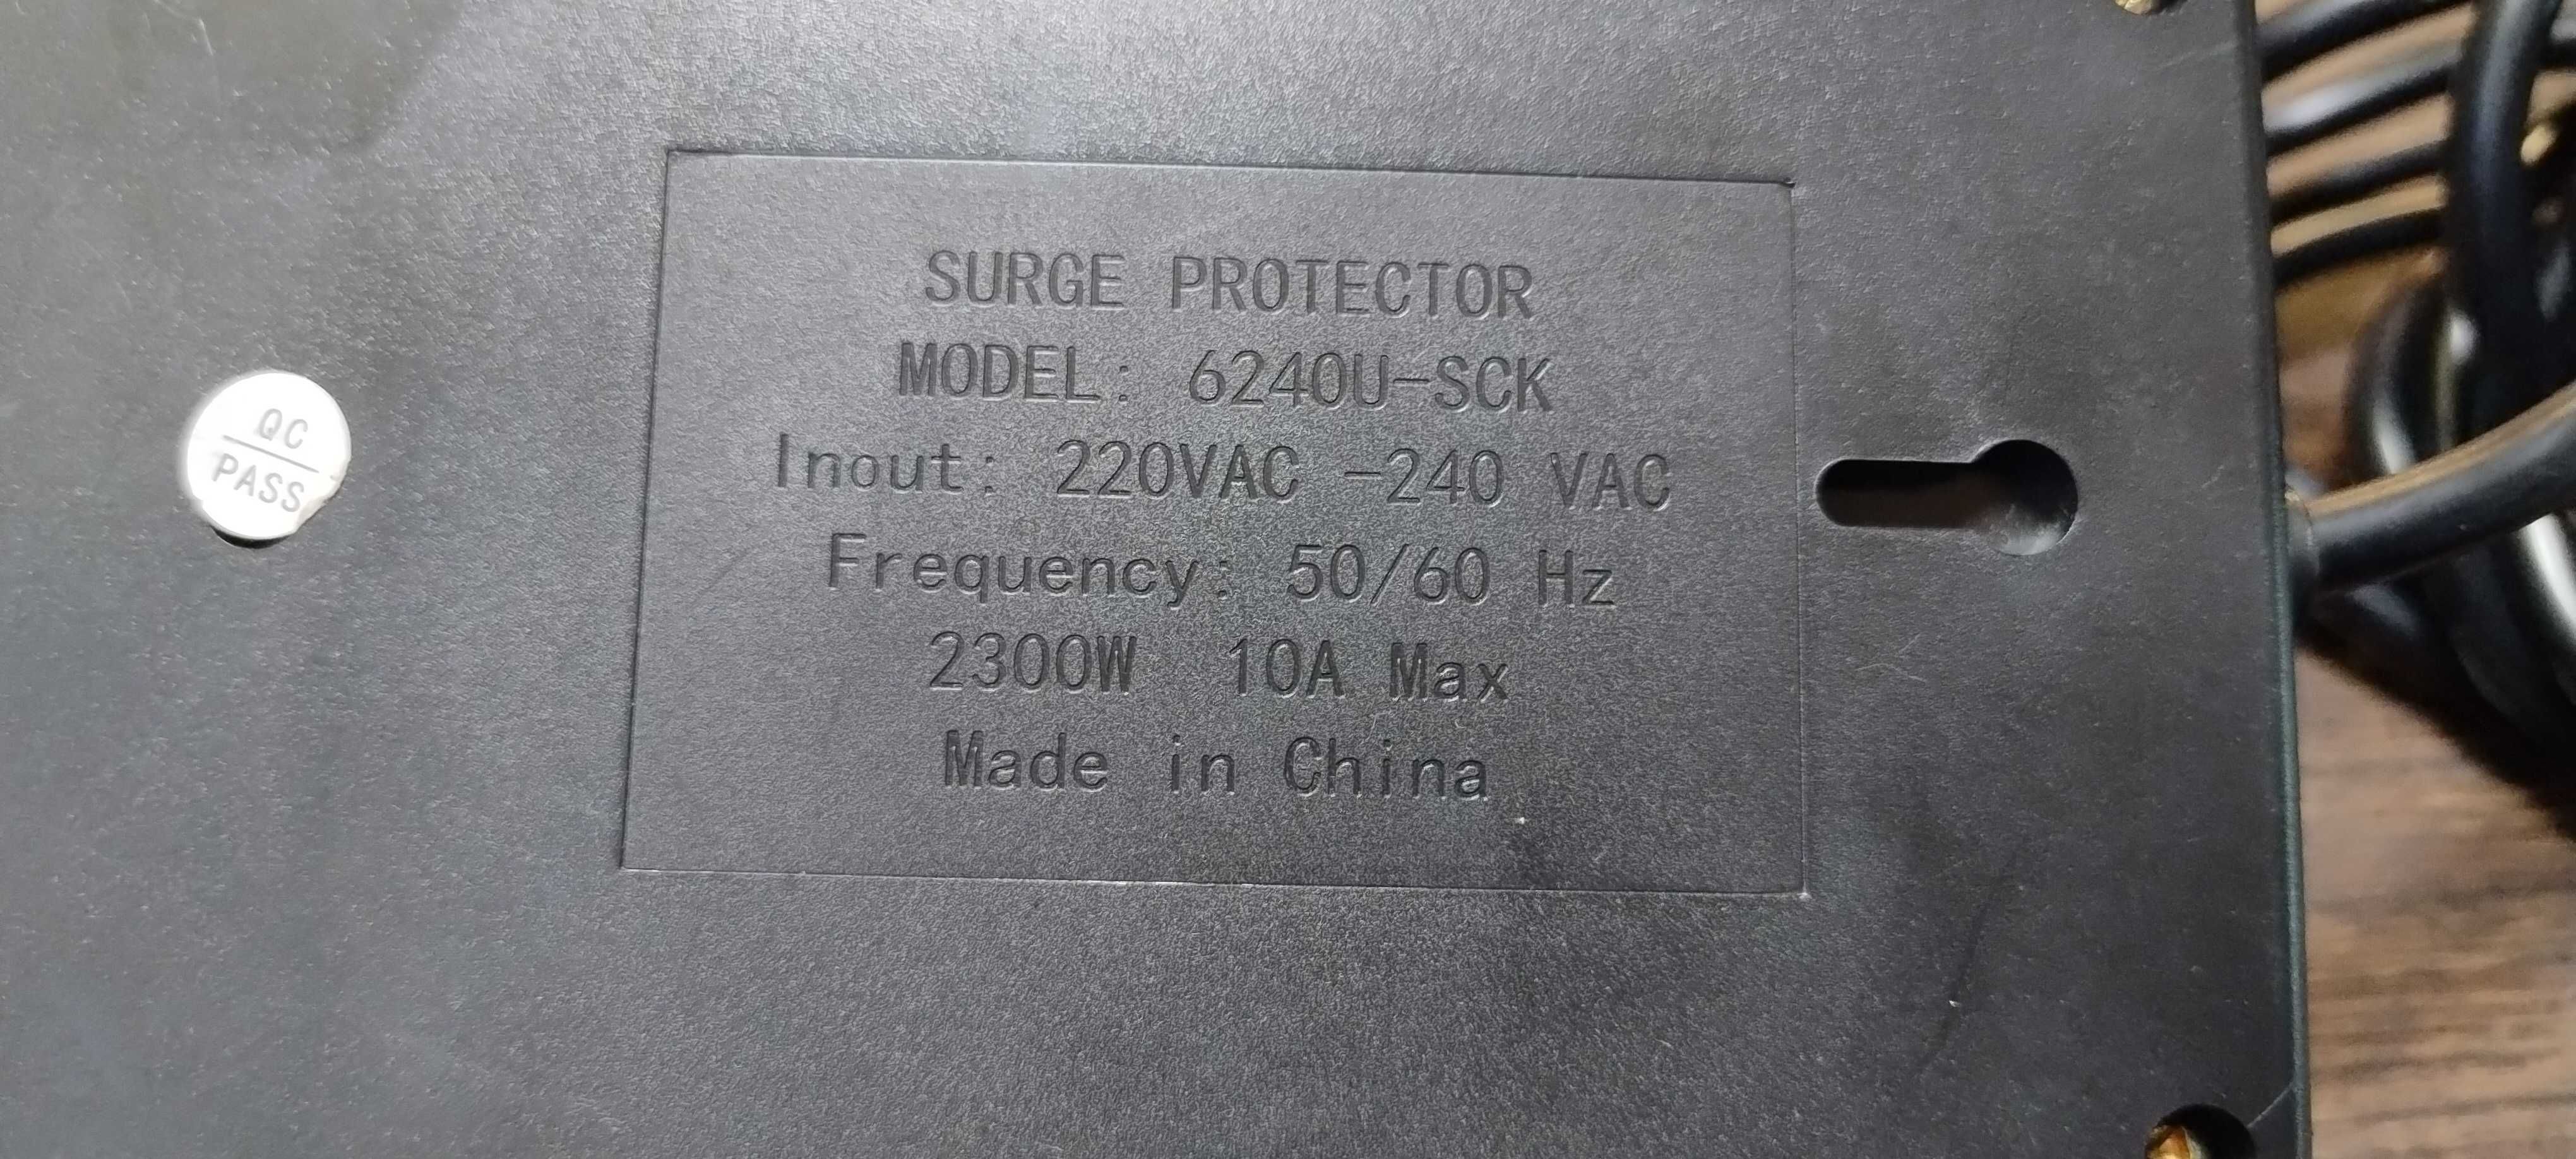 QC
PASS
SURGE PROTECTOR
MODEL: 6240U-SCK
Inout: 220VAC -240 VAC
Frequency: 50/60 Hz
2300W 10A Max
Made in China